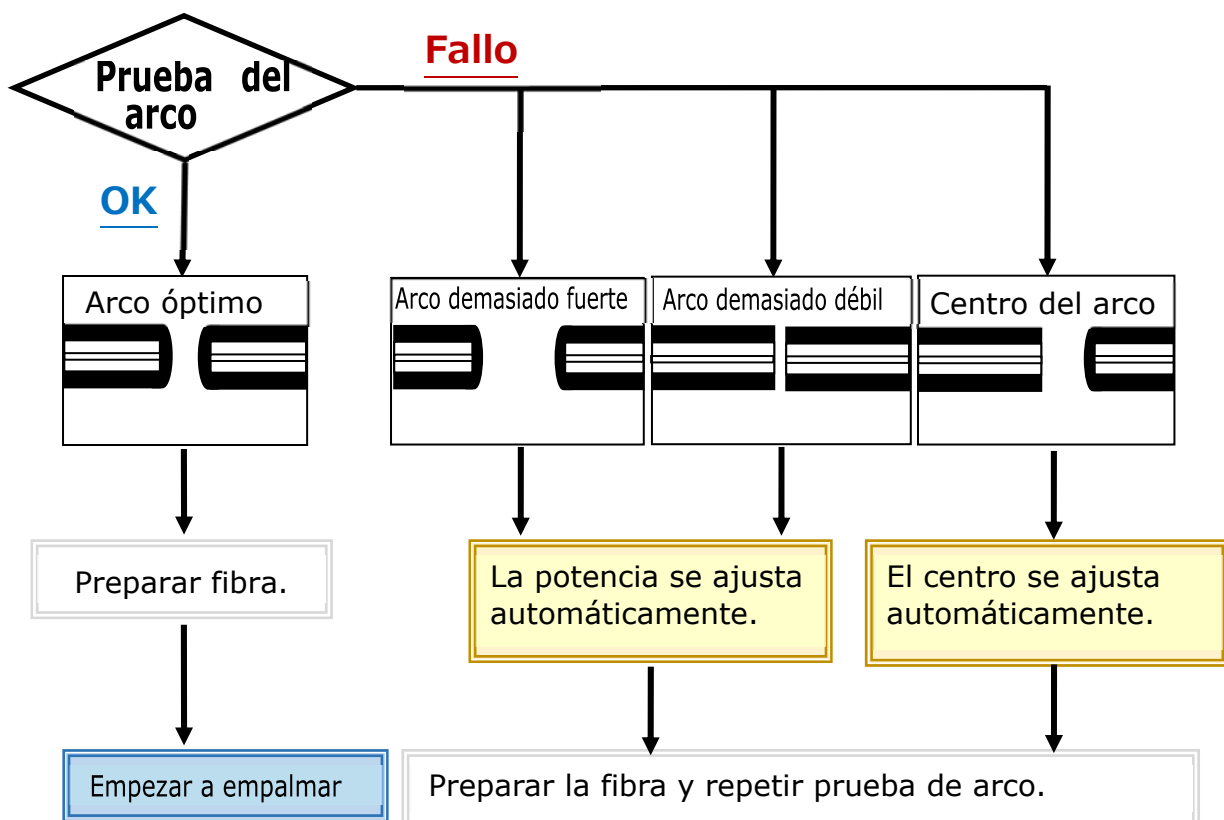 Fallo
Prueba del
arco
OK
Arco óptimo
Arco demasiado fuerte
Arco demasiado débil
Centro del arco
Preparar fibra.
La potencia se ajusta
automáticamente.
El centro se ajusta
automáticamente.
Empezar a empalmar
Preparar la fibra y repetir prueba de arco.